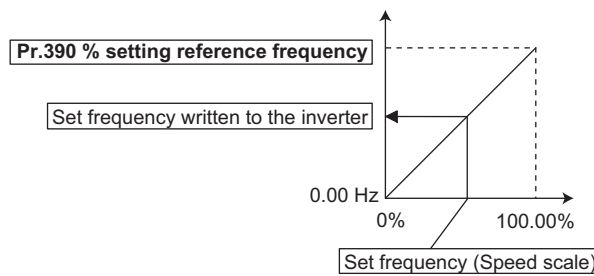 Pr.390 % setting reference frequency
Set frequency written to the inverter
0.00 Hz
0%
100.00%
Set frequency (Speed scale)